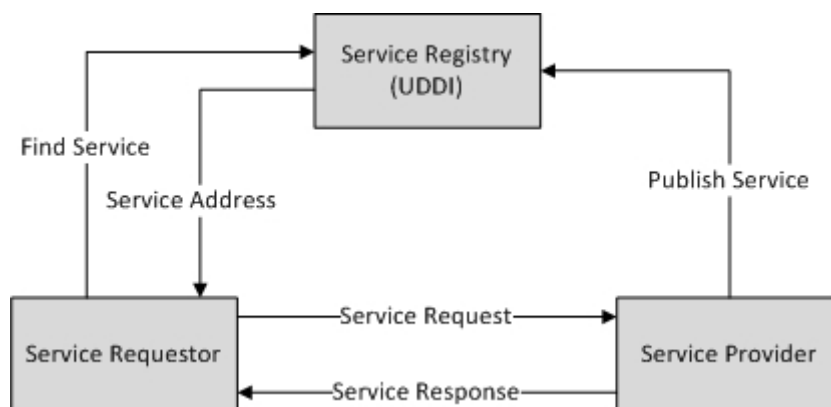 Service Registry
(UDDI)
Find Service
Service Address
Publish Service
Service Request
Service Requestor
Service Provider
Service Response